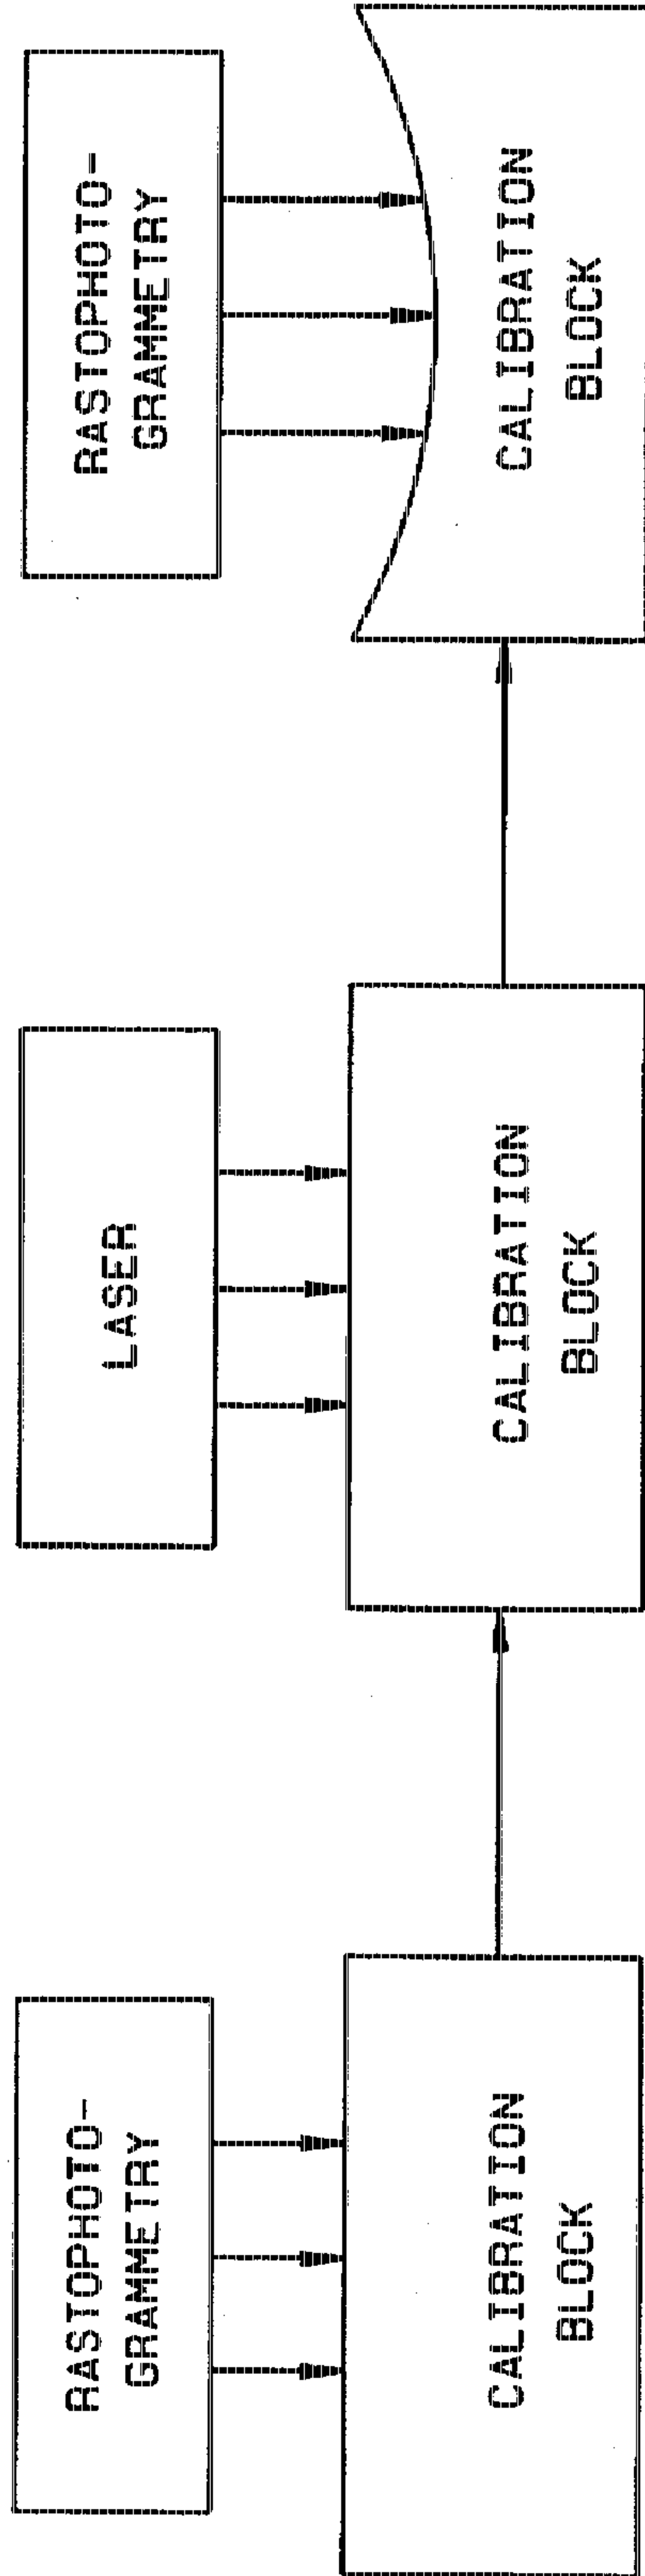 RASTOPHOTO-
GRAMMETRY
CALIBRATION
BLOCK
LASER
CALIBRATION
BLOCK
RASTOPHOTO-
GRAMMETRY
CALIBRATION
BLOCK